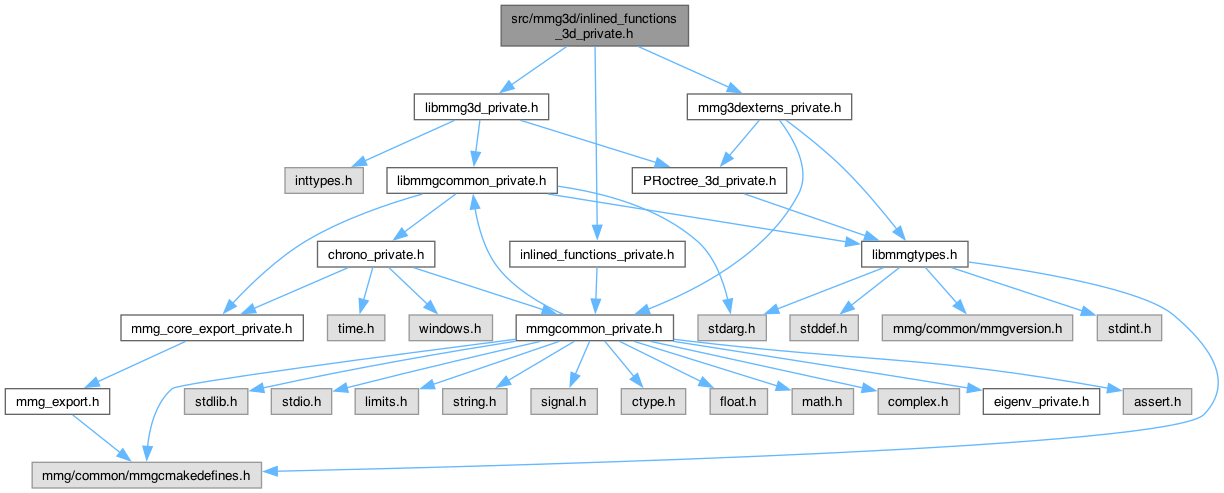 src/mmg3d/inlined_functions
_3d_private.h
libmmg3d_private.h
mmg3dexterns_private.h
inttypes.h
libmmgcommon_private.h
PRoctree_3d_private.h
chrono_private.h
inlined_functions_private.h
libmmgtypes.h
mmg_core_export_private.h
time.h
windows.h
mmgcommon_private.h
stdarg.h
stddef.h
mmg/common/mmgversion.h
stdint.h
mmg_export.h
stdlib.h
stdio.h
limits.h
string.h
signal.h
ctype.h
float.h
math.h
complex.h
eigenv_private.h
assert.h
mmg/common/mmgcmakedefines.h